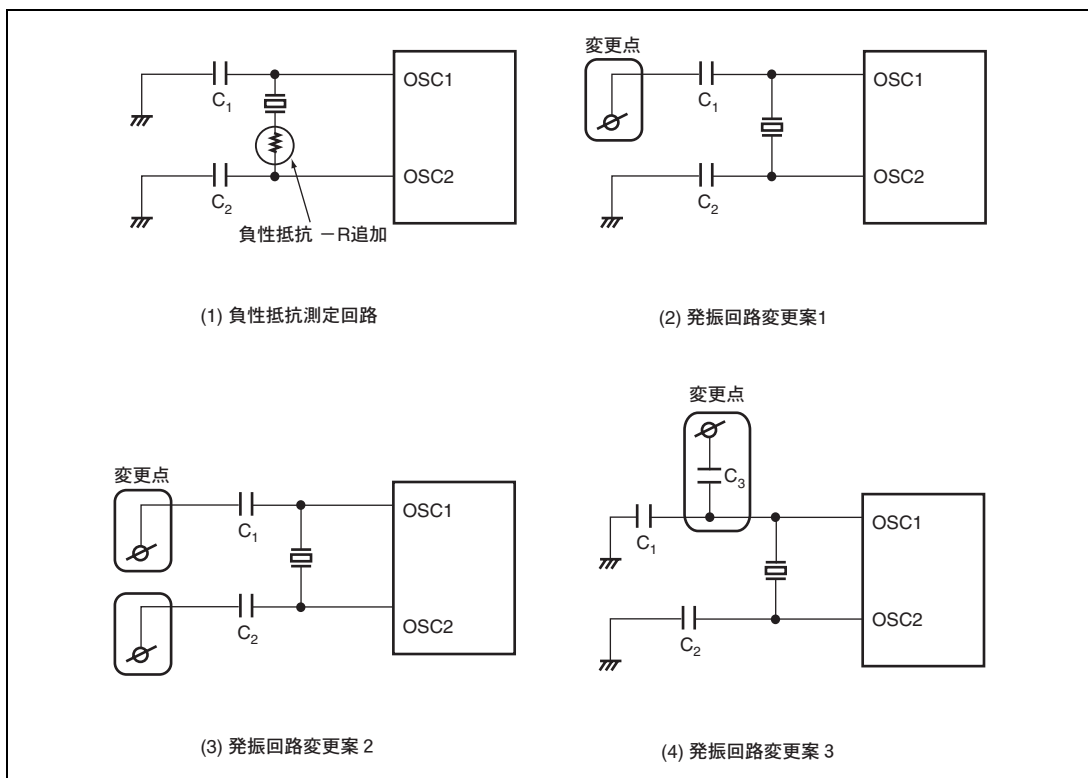 OSC1
C1
OSC2
C2
負性抵抗 －R追加
(1) 負性抵抗測定回路
変更点
OSC1
C1
OSC2
C2
(2) 発振回路変更案1
変更点
OSC1
C1
OSC2
C2
(3) 発振回路変更案 2
変更点
C3
OSC1
C1
OSC2
C2
(4) 発振回路変更案 3